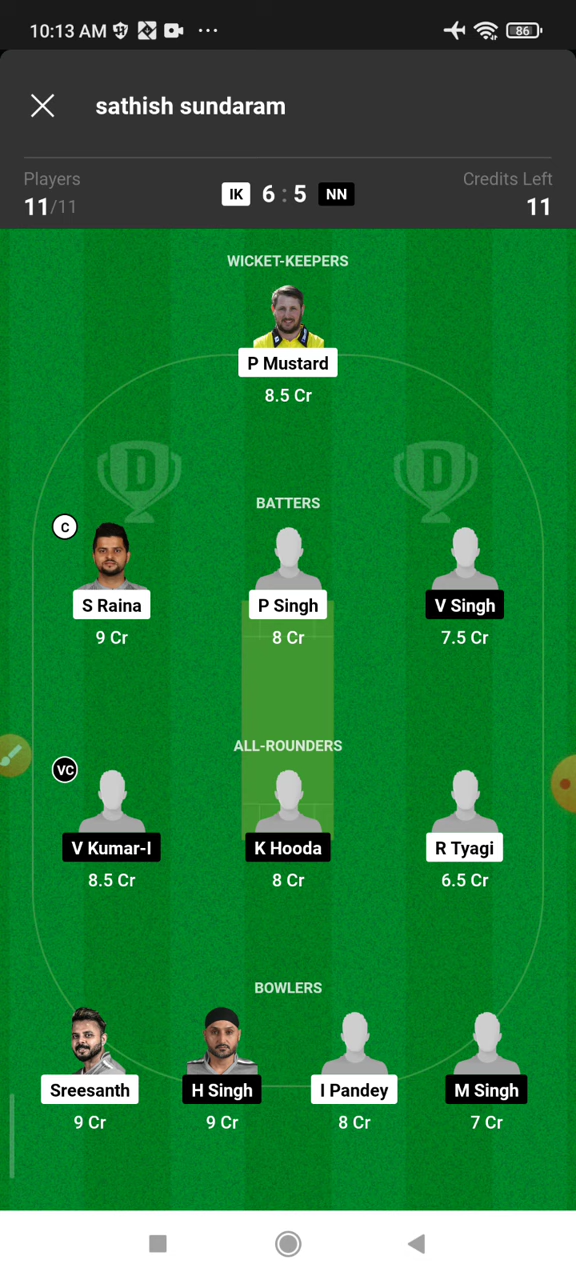 10:13 AM ... 86
sathish sundaram
Players Credits Left
11/11 IK 6 : 5 NN 11
WICKET-KEEPERS
P Mustard
8.5 Cr
D D
BATTERS
C
S Raina P Singh V Singh
9 Cr 8 Cr 7.5 Cr
ALL-ROUNDERS
VC
V Kumar-I K Hooda R Tyagi
8.5 Cr 8 Cr 6.5 Cr
BOWLERS
Sreesanth H Singh I Pandey M Singh
9 Cr 9 Cr 8 Cr 7 Cr